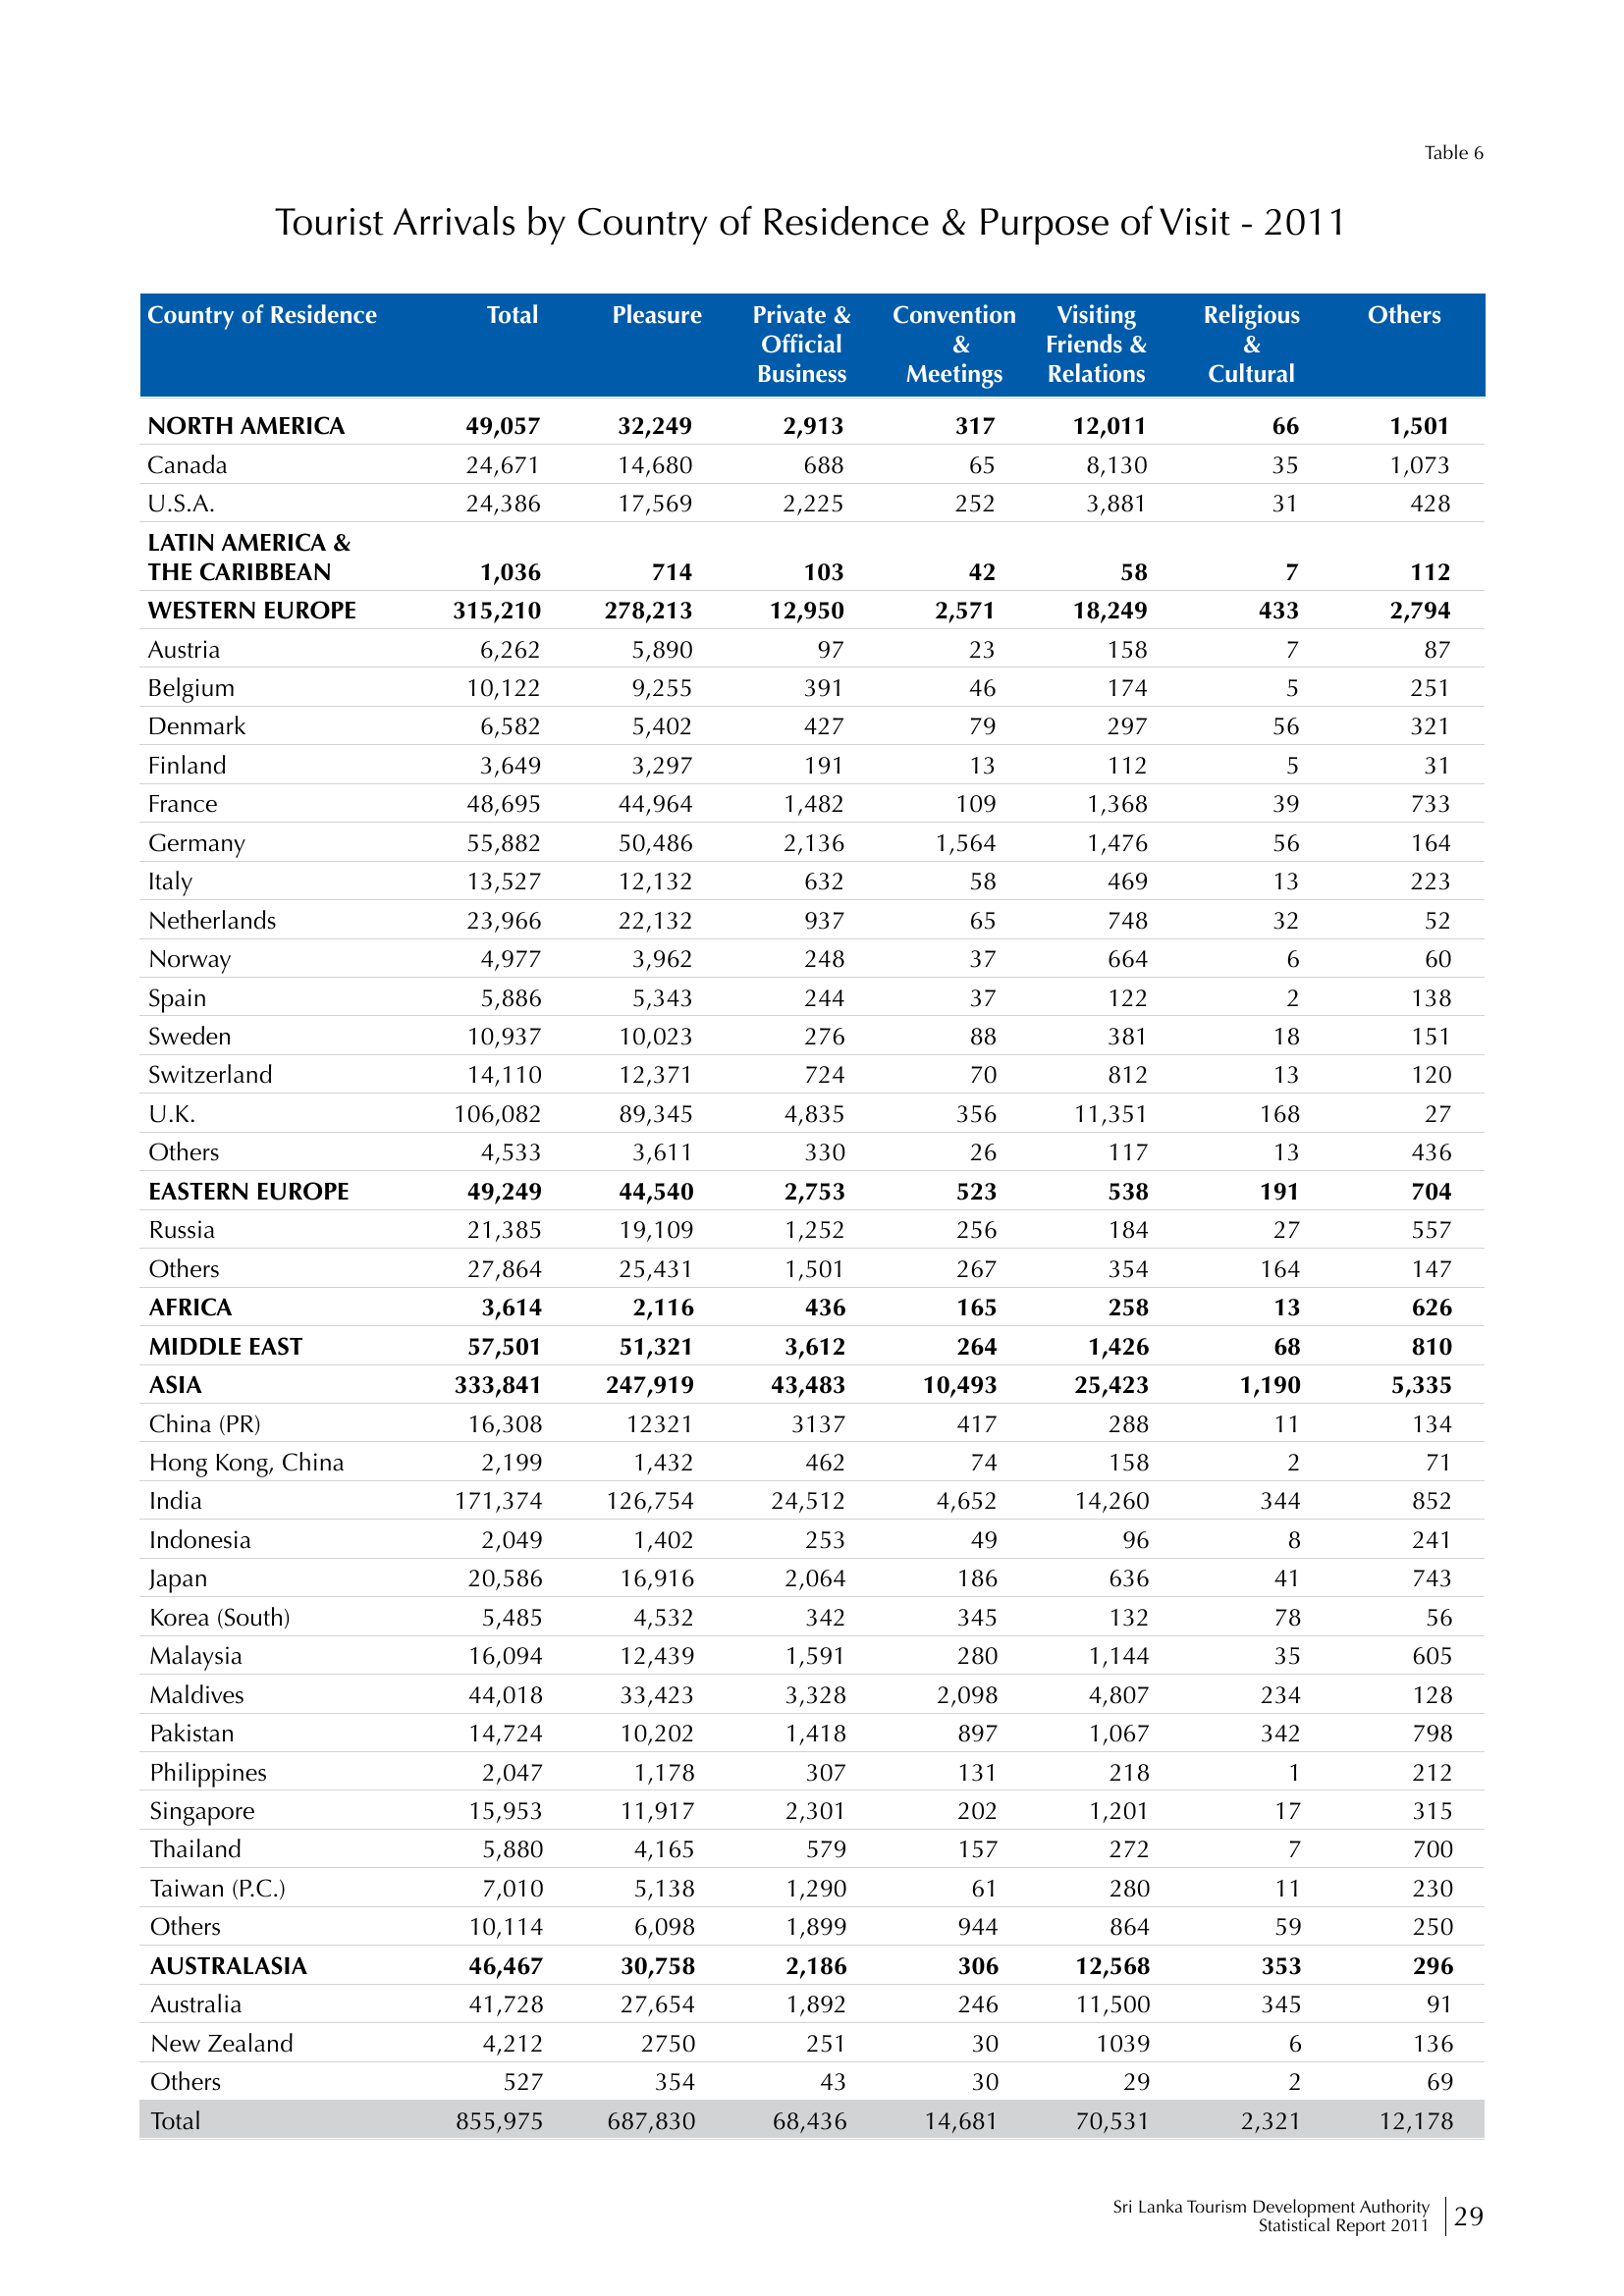 Table 6
Tourist Arrivals by Country of Residence & Purpose of Visit - 2011
Country of Residence Total Pleasure Private & Convention Visiting Religious Others
Official & Friends & &
Business Meetings Relations Cultural
NORTH AMERICA 49,057 32,249 2,913 317 12,011 66 1,501
Canada 24,671 14,680 688 65 8,130 35 1,073
U.S.A. 24,386 17,569 2,225 252 3,881 31 428
LATIN AMERICA &
THE CARIBBEAN 1,036 714 103 42 58 7 112
WESTERN EUROPE 315,210 278,213 12,950 2,571 18,249 433 2,794
Austria 6,262 5,890 97 23 158 7 87
Belgium 10,122 9,255 391 46 174 5 251
Denmark 6,582 5,402 427 79 297 56 321
Finland 3,649 3,297 191 13 112 5 31
France 48,695 44,964 1,482 109 1,368 39 733
Germany 55,882 50,486 2,136 1,564 1,476 56 164
Italy 13,527 12,132 632 58 469 13 223
Netherlands 23,966 22,132 937 65 748 32 52
Norway 4,977 3,962 248 37 664 6 60
Spain 5,886 5,343 244 37 122 2 138
Sweden 10,937 10,023 276 88 381 18 151
Switzerland 14,110 12,371 724 70 812 13 120
U.K. 106,082 89,345 4,835 356 11,351 168 27
Others 4,533 3,611 330 26 117 13 436
EASTERN EUROPE 49,249 44,540 2,753 523 538 191 704
Russia 21,385 19,109 1,252 256 184 27 557
Others 27,864 25,431 1,501 267 354 164 147
AFRICA 3,614 2,116 436 165 258 13 626
MIDDLE EAST 57,501 51,321 3,612 264 1,426 68 810
ASIA 333,841 247,919 43,483 10,493 25,423 1,190 5,335
China (PR) 16,308 12321 3137 417 288 11 134
Hong Kong, China 2,199 1,432 462 74 158 2 71
India 171,374 126,754 24,512 4,652 14,260 344 852
Indonesia 2,049 1,402 253 49 96 8 241
Japan 20,586 16,916 2,064 186 636 41 743
Korea (South) 5,485 4,532 342 345 132 78 56
Malaysia 16,094 12,439 1,591 280 1,144 35 605
Maldives 44,018 33,423 3,328 2,098 4,807 234 128
Pakistan 14,724 10,202 1,418 897 1,067 342 798
Philippines 2,047 1,178 307 131 218 1 212
Singapore 15,953 11,917 2,301 202 1,201 17 315
Thailand 5,880 4,165 579 157 272 7 700
Taiwan (P.C.) 7,010 5,138 1,290 61 280 11 230
Others 10,114 6,098 1,899 944 864 59 250
AUSTRALASIA 46,467 30,758 2,186 306 12,568 353 296
Australia 41,728 27,654 1,892 246 11,500 345 91
New Zealand 4,212 2750 251 30 1039 6 136
Others 527 354 43 30 29 2 69
Total 855,975 687,830 68,436 14,681 70,531 2,321 12,178
Sri Lanka Tourism Development Authority
Statistical Report 2011 29